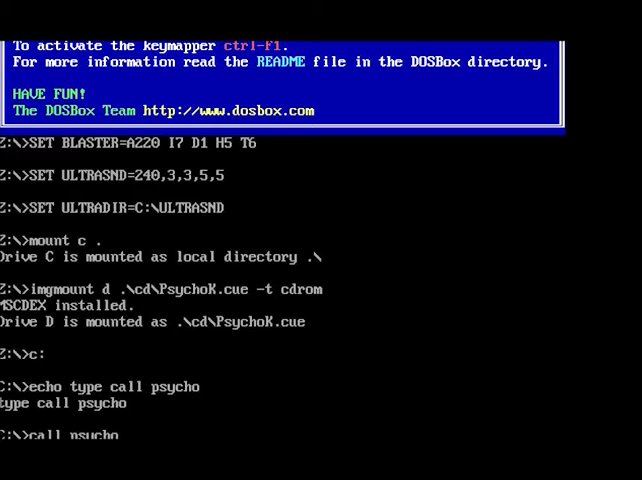 To activate the keymapper ctrl-F1.
For more information read the README file in the DOSBox directory.
HAVE FUN!
The DOSBox Team http://www.dosbox.com
Z:\>SET BLASTER=A220 I7 D1 H5 T6
Z:\>SET ULTRASND=240,3,3,5,5
Z:\>SET ULTRADIR=C:\ULTRASND
Z:\>mount c .
Drive C is mounted as local directory .\
Z:\>imgmount d .\cd\PsychoK.cue -t cdrom
MSCDEX installed.
Drive D is mounted as .\cd\PsychoK.cue
Z:\>c:
C:\>echo type call psycho
type call psycho
C:\>call psycho